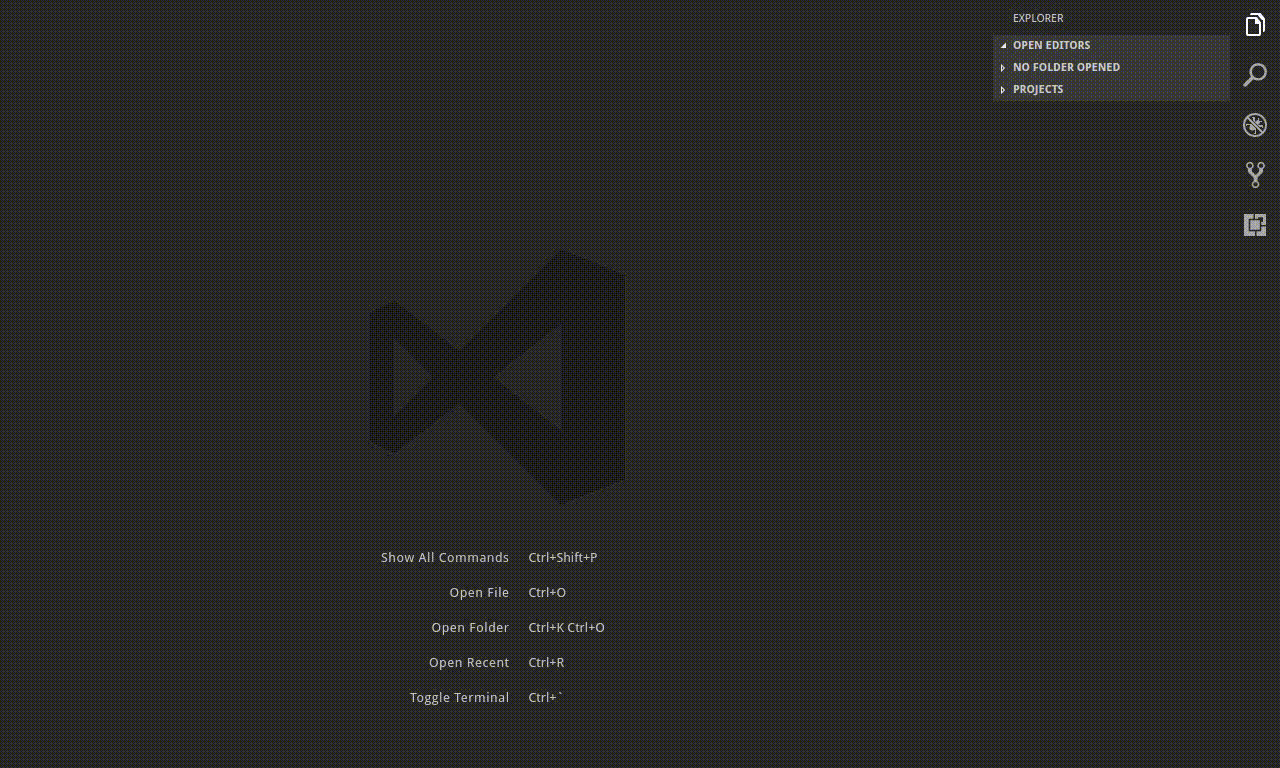 EXPLORER
OPEN EDITORS
NO FOLDER OPENED
PROJECTS
Show All Commands Ctrl+Shift+P
Open File Ctrl+O
Open Folder Ctrl+K Ctrl+O
Open Recent Ctrl+R
Toggle Terminal Ctrl+`